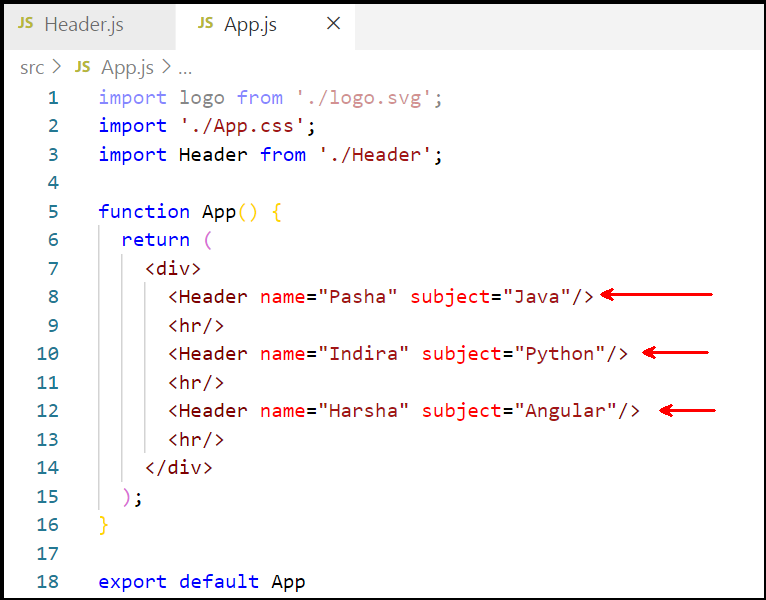 JS Header.js JS App.js ×
src > JS App.js > ...
1 import logo from './logo.svg';
2 import './App.css';
3 import Header from './Header';
4
5 function App() {
6   return (
7     <div>
8       <Header name="Pasha" subject="Java"/>
9       <hr/>
10       <Header name="Indira" subject="Python"/>
11       <hr/>
12       <Header name="Harsha" subject="Angular"/>
13       <hr/>
14     </div>
15   );
16 }
17
18 export default App